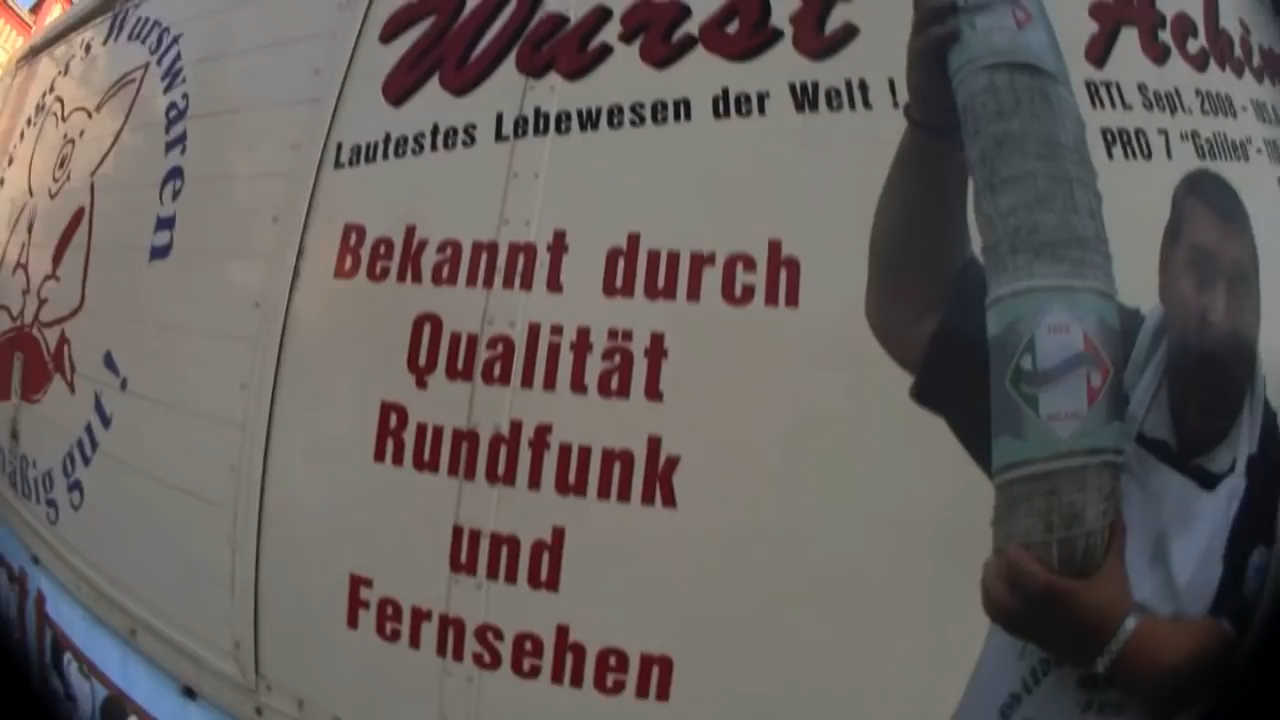 Wurstwaren
gut!
Wurst
Lautestes Lebewesen der Welt !
Bekannt durch
Qualität
Rundfunk
und
Fernsehen
Achim
RTL Sept. 2008 -
PRO 7 "Galileo" -